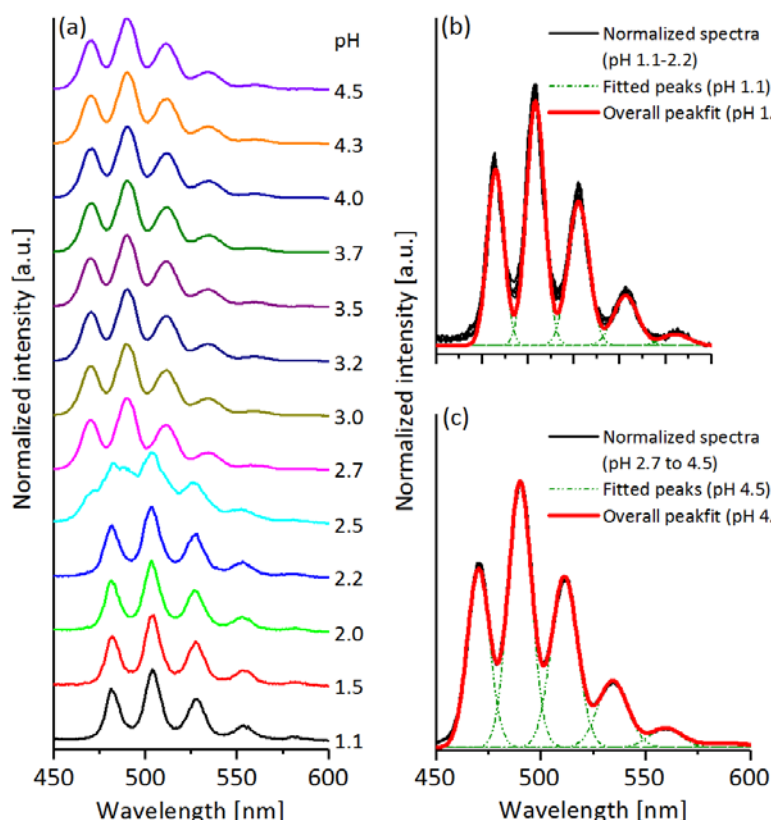 (a)
pH
4.5
4.3
4.0
3.7
3.5
3.2
3.0
2.7
2.5
2.2
2.0
1.5
1.1
450 500 550 600
Wavelength [nm]
Normalized intensity [a.u.]
(b)
Normalized spectra
(pH 1.1-2.2)
Fitted peaks (pH 1.1)
Overall peakfit (pH 1.
Normalized intensity [a.u.]
(c)
Normalized spectra
(pH 2.7 to 4.5)
Fitted peaks (pH 4.5)
Overall peakfit (pH 4.
450 500 550 600
Wavelength [nm]